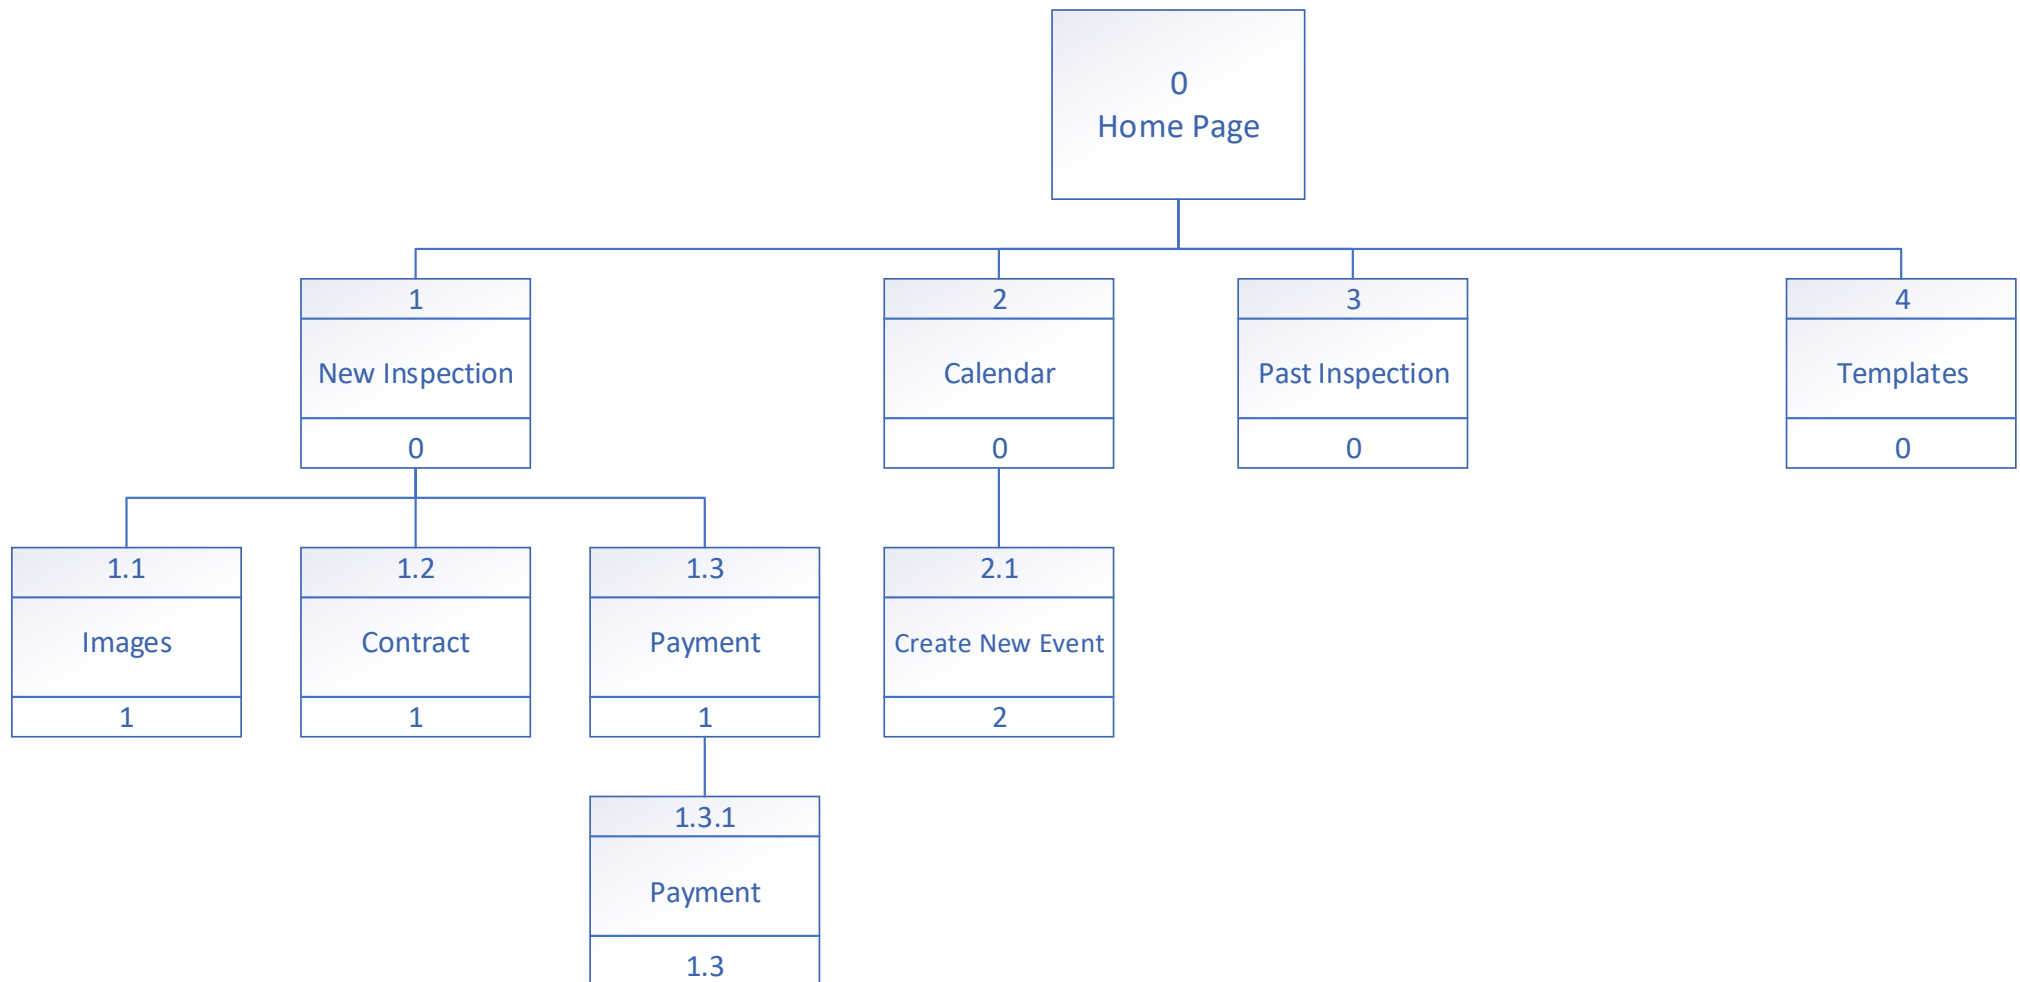 0
Home Page
1
New Inspection
0
2
Calendar
0
3
Past Inspection
0
4
Templates
0
1.1
Images
1
1.2
Contract
1
1.3
Payment
1
2.1
Create New Event
2
1.3.1
Payment
1.3